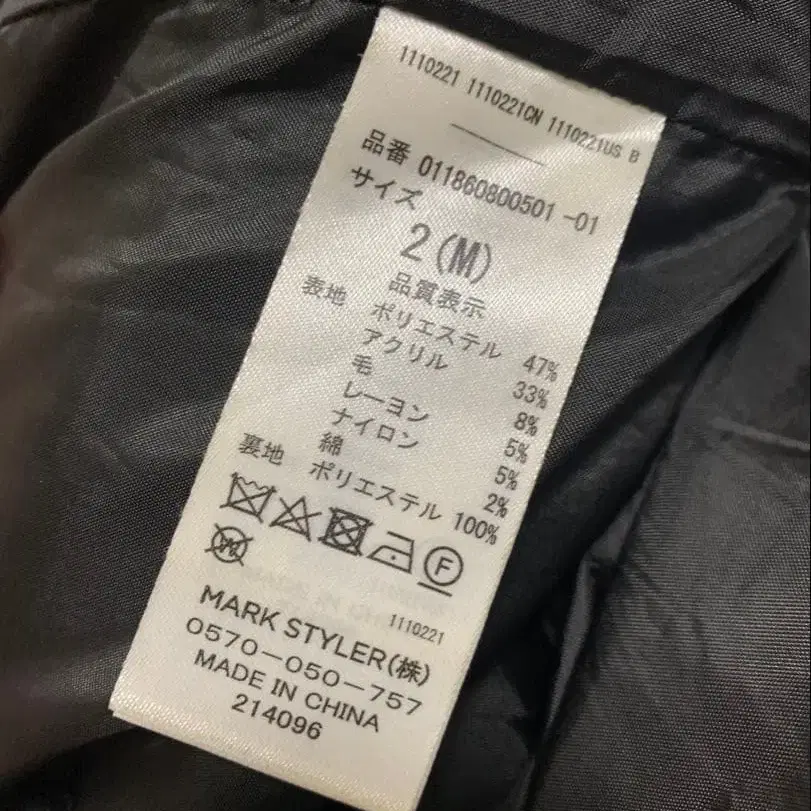 1110221 1110221CN 1110221US B
品番 011860800501 -01
サイズ
2(M)
品質表示
表地 ポリエステル 47%
アクリル 33%
毛 8%
レーヨン 5%
ナイロン 5%
綿 2%
裏地 ポリエステル 100%
F
W
1110221
MARK STYLER(株)
0570-050-757
MADE IN CHINA
214096